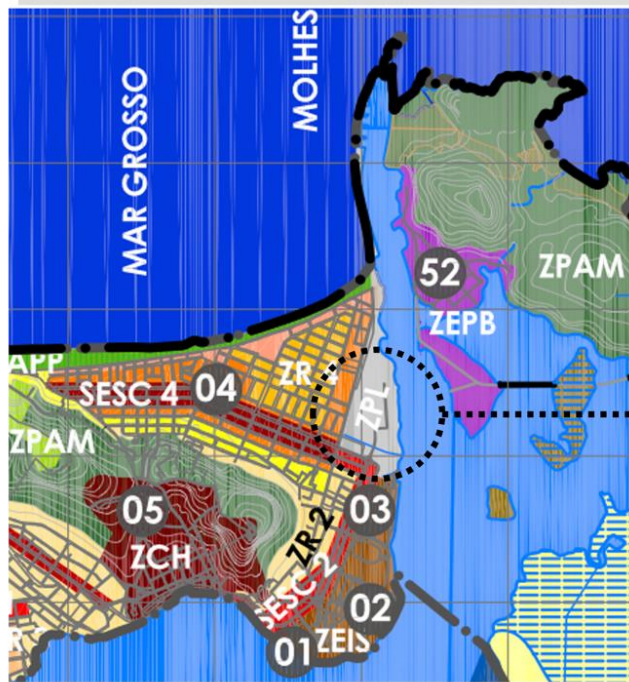 MAR GROSSO
MOLHES
52
ZPAM
ZEPB
APP
SESC 4
04
ZR 4
ZPL
ZPAM
05
ZCH
03
ZR 2
SESC 2
02
ZEIS
01